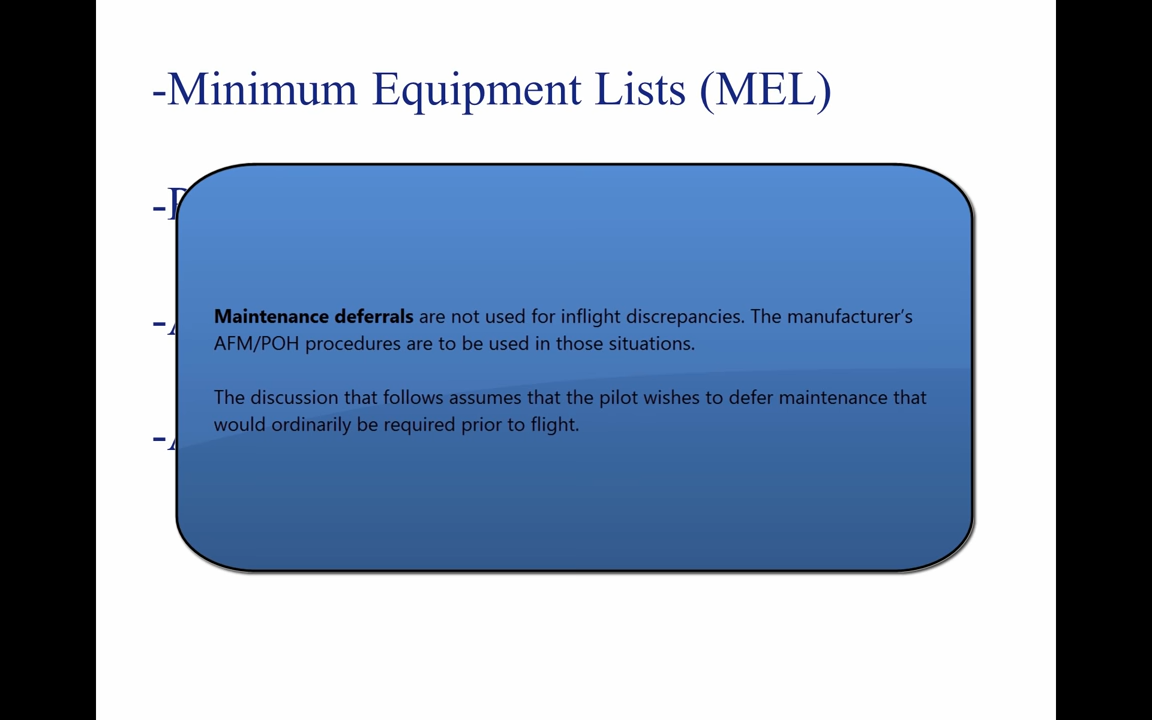 -Minimum Equipment Lists (MEL)
Maintenance deferrals are not used for inflight discrepancies. The manufacturer’s
AFM/POH procedures are to be used in those situations.
The discussion that follows assumes that the pilot wishes to defer maintenance that
would ordinarily be required prior to flight.